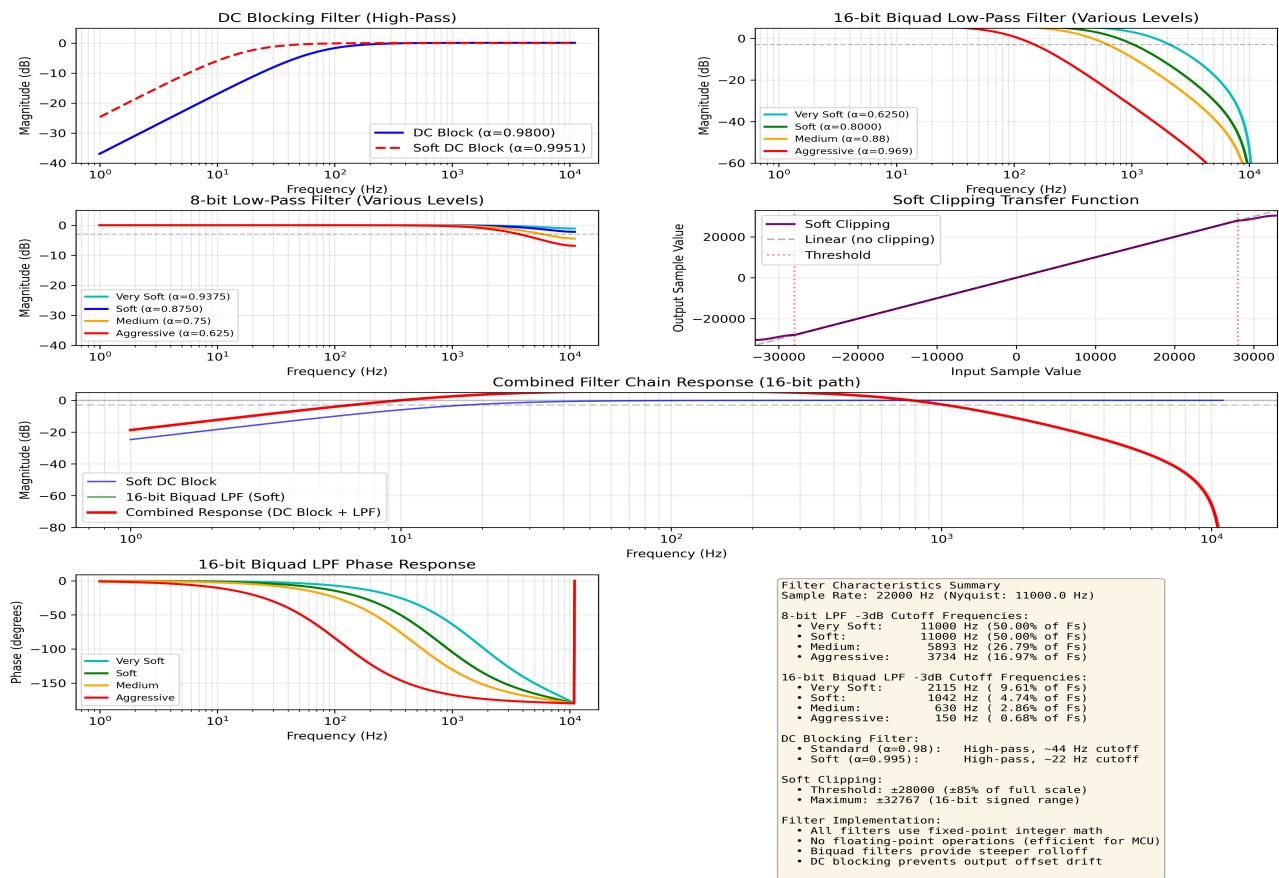 DC Blocking Filter (High-Pass)
Magnitude (dB)
0
−10
−20
−30
−40
DC Block (α=0.9800)
Soft DC Block (α=0.9951)
10⁰ 10¹ 10² 10³ 10⁴
Frequency (Hz)
16-bit Biquad Low-Pass Filter (Various Levels)
Magnitude (dB)
0
−20
−40
−60
Very Soft (α=0.6250)
Soft (α=0.8000)
Medium (α=0.88)
Aggressive (α=0.969)
10⁰ 10¹ 10² 10³ 10⁴
Frequency (Hz)
8-bit Low-Pass Filter (Various Levels)
Magnitude (dB)
0
−10
−20
−30
−40
Very Soft (α=0.9375)
Soft (α=0.8750)
Medium (α=0.75)
Aggressive (α=0.625)
10⁰ 10¹ 10² 10³ 10⁴
Frequency (Hz)
Soft Clipping Transfer Function
Output Sample Value
20000
0
−20000
Soft Clipping
Linear (no clipping)
Threshold
−30000 −20000 −10000 0 10000 20000 30000
Input Sample Value
Combined Filter Chain Response (16-bit path)
Magnitude (dB)
0
−20
−40
−60
−80
Soft DC Block
16-bit Biquad LPF (Soft)
Combined Response (DC Block + LPF)
10⁰ 10¹ 10² 10³ 10⁴
Frequency (Hz)
16-bit Biquad LPF Phase Response
Phase (degrees)
0
−50
−100
−150
Very Soft
Soft
Medium
Aggressive
10⁰ 10¹ 10² 10³ 10⁴
Frequency (Hz)
Filter Characteristics Summary
Sample Rate: 22000 Hz (Nyquist: 11000.0 Hz)
8-bit LPF -3dB Cutoff Frequencies:
• Very Soft: 11000 Hz (50.00% of Fs)
• Soft: 11000 Hz (50.00% of Fs)
• Medium: 5893 Hz (26.79% of Fs)
• Aggressive: 3734 Hz (16.97% of Fs)
16-bit Biquad LPF -3dB Cutoff Frequencies:
• Very Soft: 2115 Hz ( 9.61% of Fs)
• Soft: 1042 Hz ( 4.74% of Fs)
• Medium: 630 Hz ( 2.86% of Fs)
• Aggressive: 150 Hz ( 0.68% of Fs)
DC Blocking Filter:
• Standard (α=0.98): High-pass, ~44 Hz cutoff
• Soft (α=0.995): High-pass, ~22 Hz cutoff
Soft Clipping:
• Threshold: ±28000 (±85% of full scale)
• Maximum: ±32767 (16-bit signed range)
Filter Implementation:
• All filters use fixed-point integer math
• No floating-point operations (efficient for MCU)
• Biquad filters provide steeper rolloff
• DC blocking prevents output offset drift